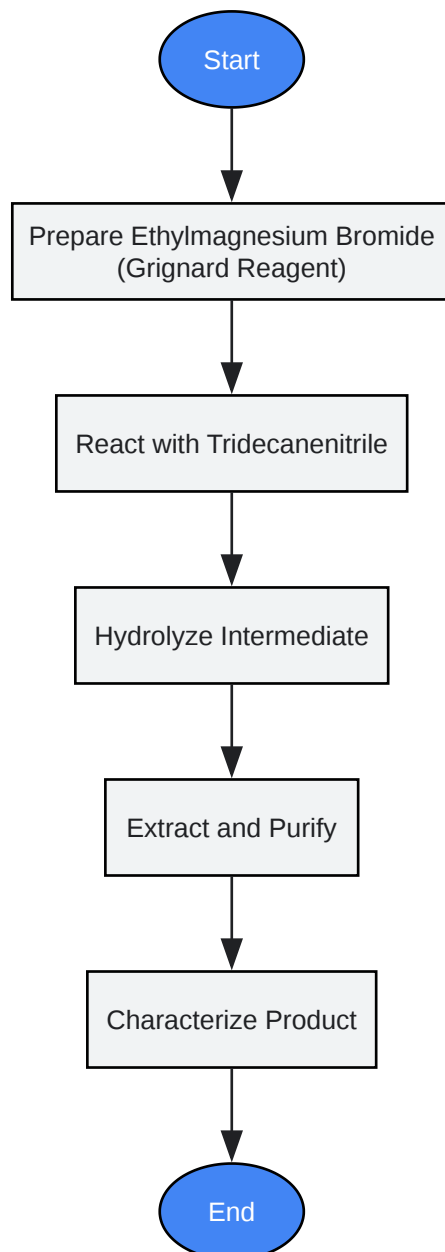 Start
Prepare Ethylmagnesium Bromide
(Grignard Reagent)
React with Tridecanenitrile
Hydrolyze Intermediate
Extract and Purify
Characterize Product
End